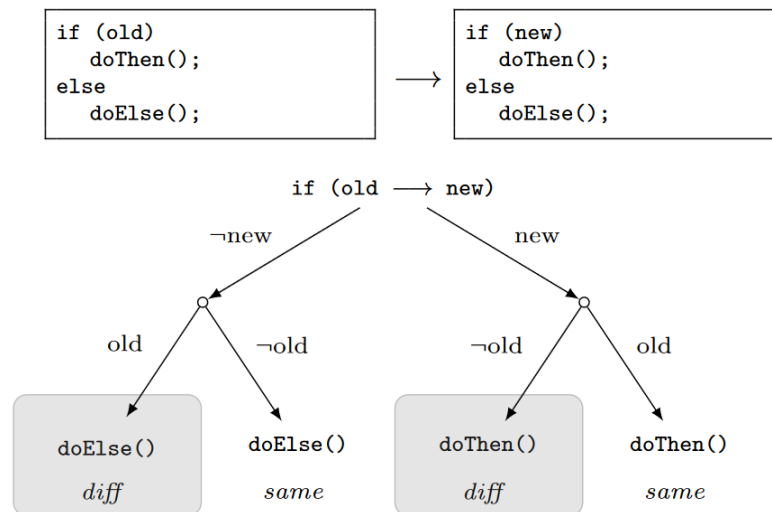 if (old)
doThen();
else
doElse();
if (new)
doThen();
else
doElse();
if (old ⟶ new)
¬new
new
old
¬old
¬old
old
doElse()
doElse()
doThen()
doThen()
diff
same
diff
same